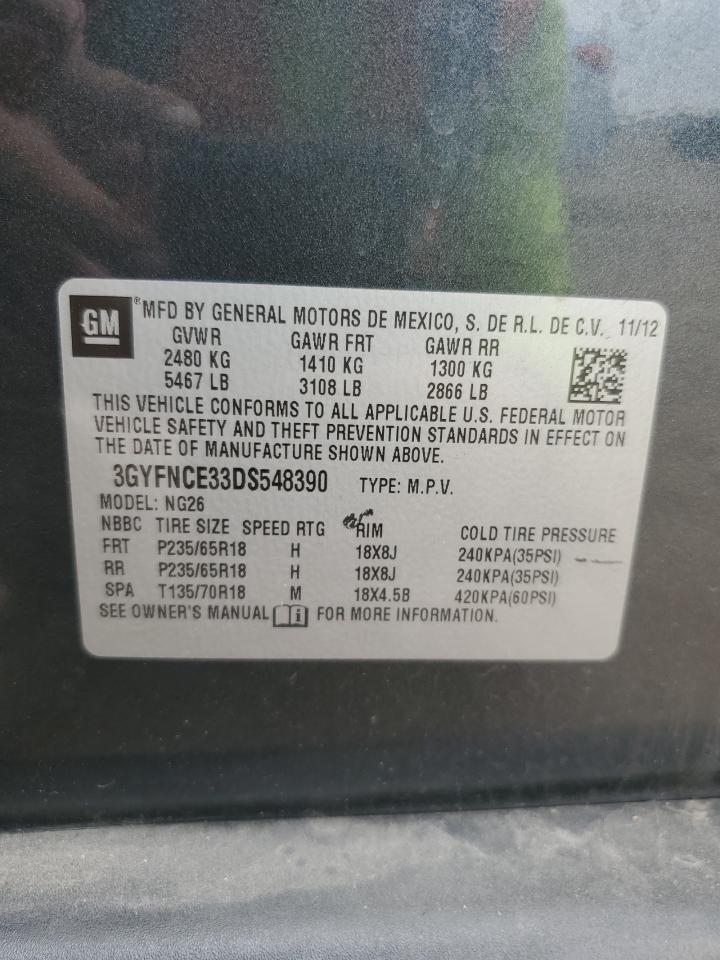 GM ® MFD BY GENERAL MOTORS DE MEXICO, S. DE R.L. DE C.V. 11/12
GVWR GAWR FRT GAWR RR
2480 KG 1410 KG 1300 KG
5467 LB 3108 LB 2866 LB
THIS VEHICLE CONFORMS TO ALL APPLICABLE U.S. FEDERAL MOTOR
VEHICLE SAFETY AND THEFT PREVENTION STANDARDS IN EFFECT ON
THE DATE OF MANUFACTURE SHOWN ABOVE.
3GYFNCE33DS548390 TYPE: M.P.V.
MODEL: NG26
NBBC TIRE SIZE SPEED RTG RIM COLD TIRE PRESSURE
FRT P235/65R18 H 18X8J 240KPA(35PSI)
RR P235/65R18 H 18X8J 240KPA(35PSI)
SPA T135/70R18 M 18X4.5B 420KPA(60PSI)
SEE OWNER'S MANUAL FOR MORE INFORMATION.